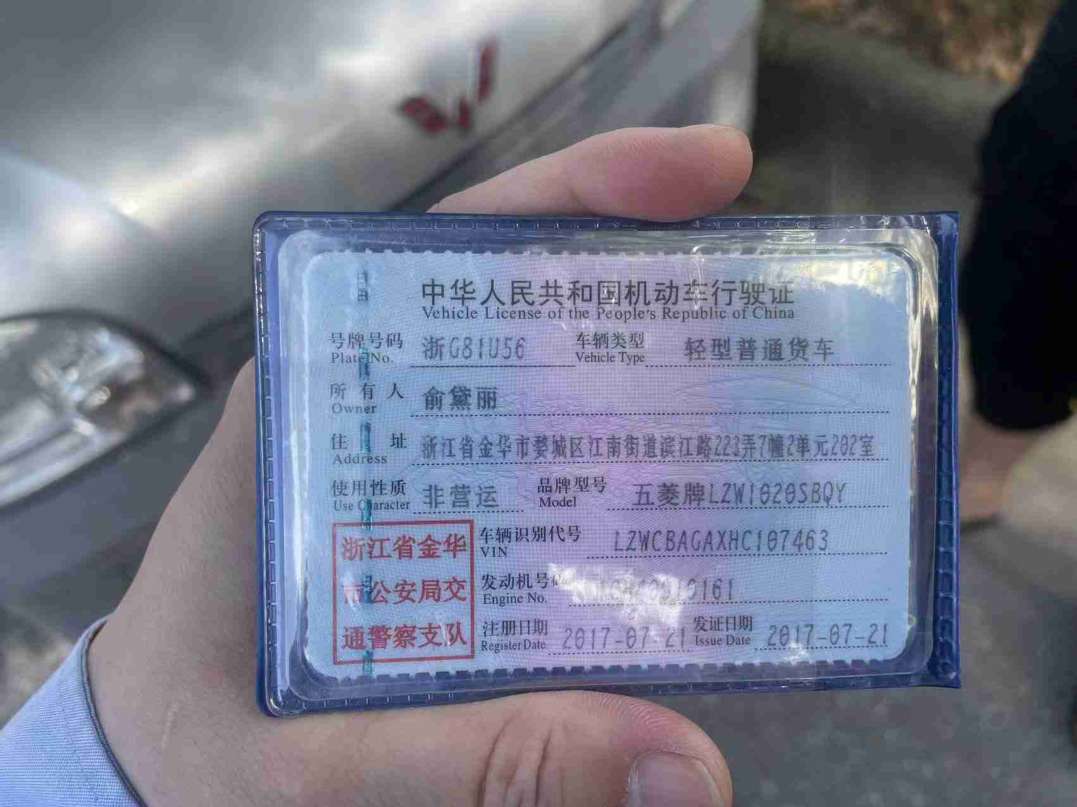 中华人民共和国机动车行驶证
Vehicle License of the People's Republic of China
号牌号码 浙G81U56 车辆类型 轻型普通货车
Plate No. Vehicle Type
所有人 俞黛丽
Owner
住址 浙江省金华市婺城区江南街道滨江路223弄7幢2单元202室
Address
使用性质 非营运 品牌型号 五菱牌LZW1020SBQY
Use Character Model
浙江省金华
市公安局交
通警察支队
车辆识别代号 LZWCBAGAXHC107463
VIN
发动机号码
Engine No.
注册日期 2017-07-21 发证日期 2017-07-21
Register Date Issue Date